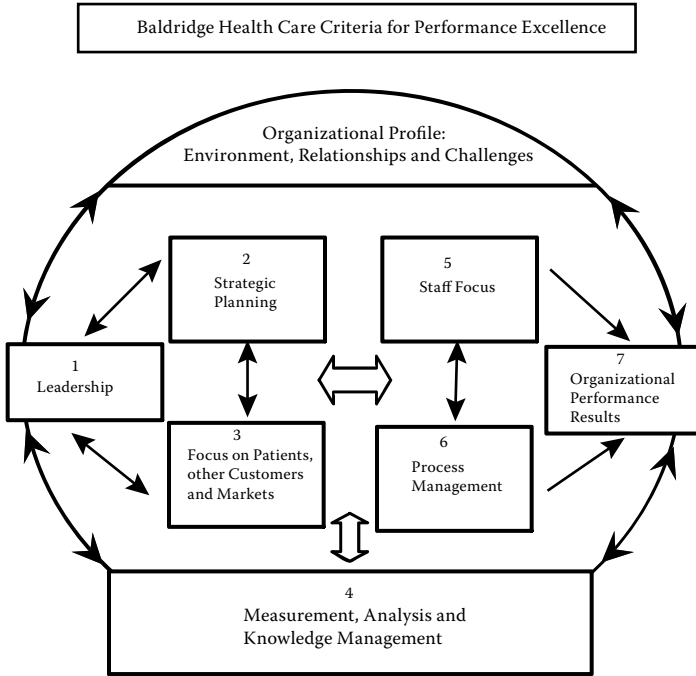 Baldridge Health Care Criteria for Performance Excellence
Organizational Profile:
Environment, Relationships and Challenges
1
Leadership
2
Strategic
Planning
3
Focus on Patients,
other Customers
and Markets
5
Staff Focus
6
Process
Management
7
Organizational
Performance
Results
4
Measurement, Analysis and
Knowledge Management